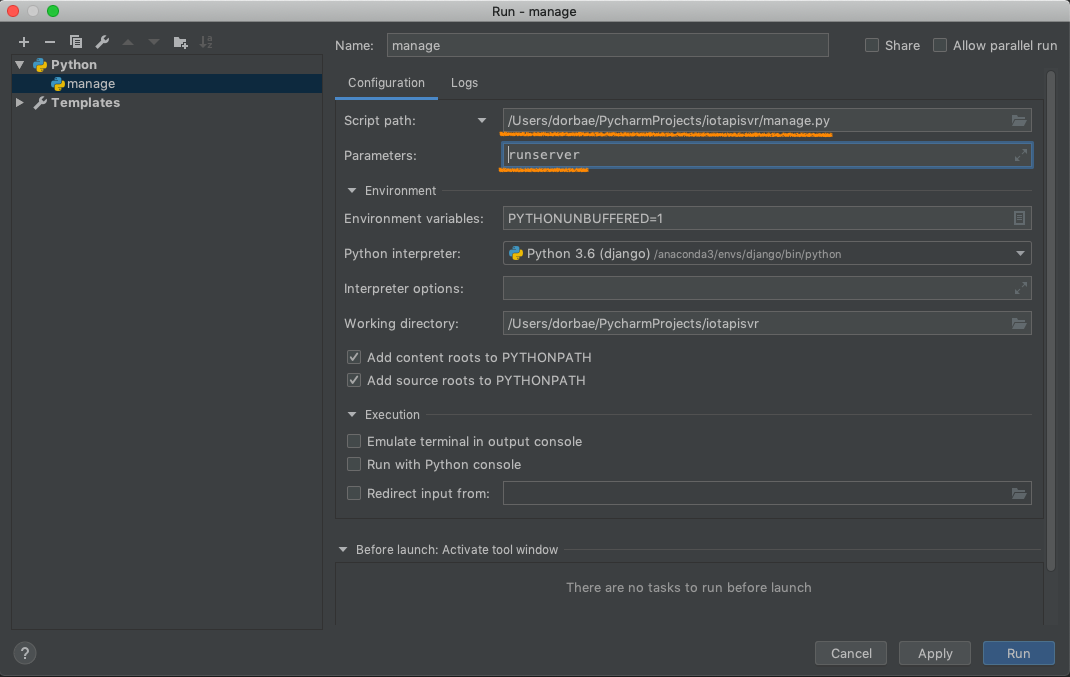 Run - manage
Name: manage Share Allow parallel run
Python
manage
Templates
Configuration Logs
Script path: /Users/dorbae/PycharmProjects/iotapisvr/manage.py
Parameters: runserver
Environment
Environment variables: PYTHONUNBUFFERED=1
Python interpreter: Python 3.6 (django) /anaconda3/envs/django/bin/python
Interpreter options:
Working directory: /Users/dorbae/PycharmProjects/iotapisvr
Add content roots to PYTHONPATH
Add source roots to PYTHONPATH
Execution
Emulate terminal in output console
Run with Python console
Redirect input from:
Before launch: Activate tool window
There are no tasks to run before launch
? Cancel Apply Run